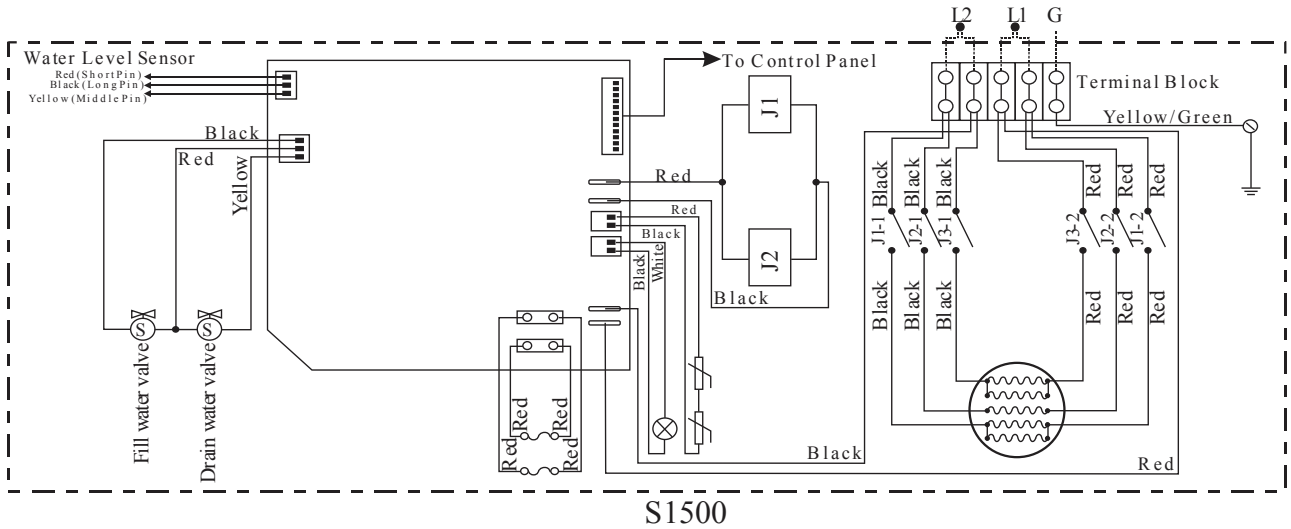 L2 L1 G
Water Level Sensor
Red(ShortPin)
Black(LongPin)
Yellow(MiddlePin)
To Control Panel
Terminal Block
Yellow/Green
Black
Red
Yellow
J1
J2
Red
Red
Black
Black
White
Black
Black
Black
Black
J1-1
J2-1
J3-1
Red
Red
Red
J3-2
J2-2
J1-2
Black
Black
Black
Red
Red
Red
S
S
Fill water valve
Drain water valve
Red
Red
Red
Red
Black
Red
S1500